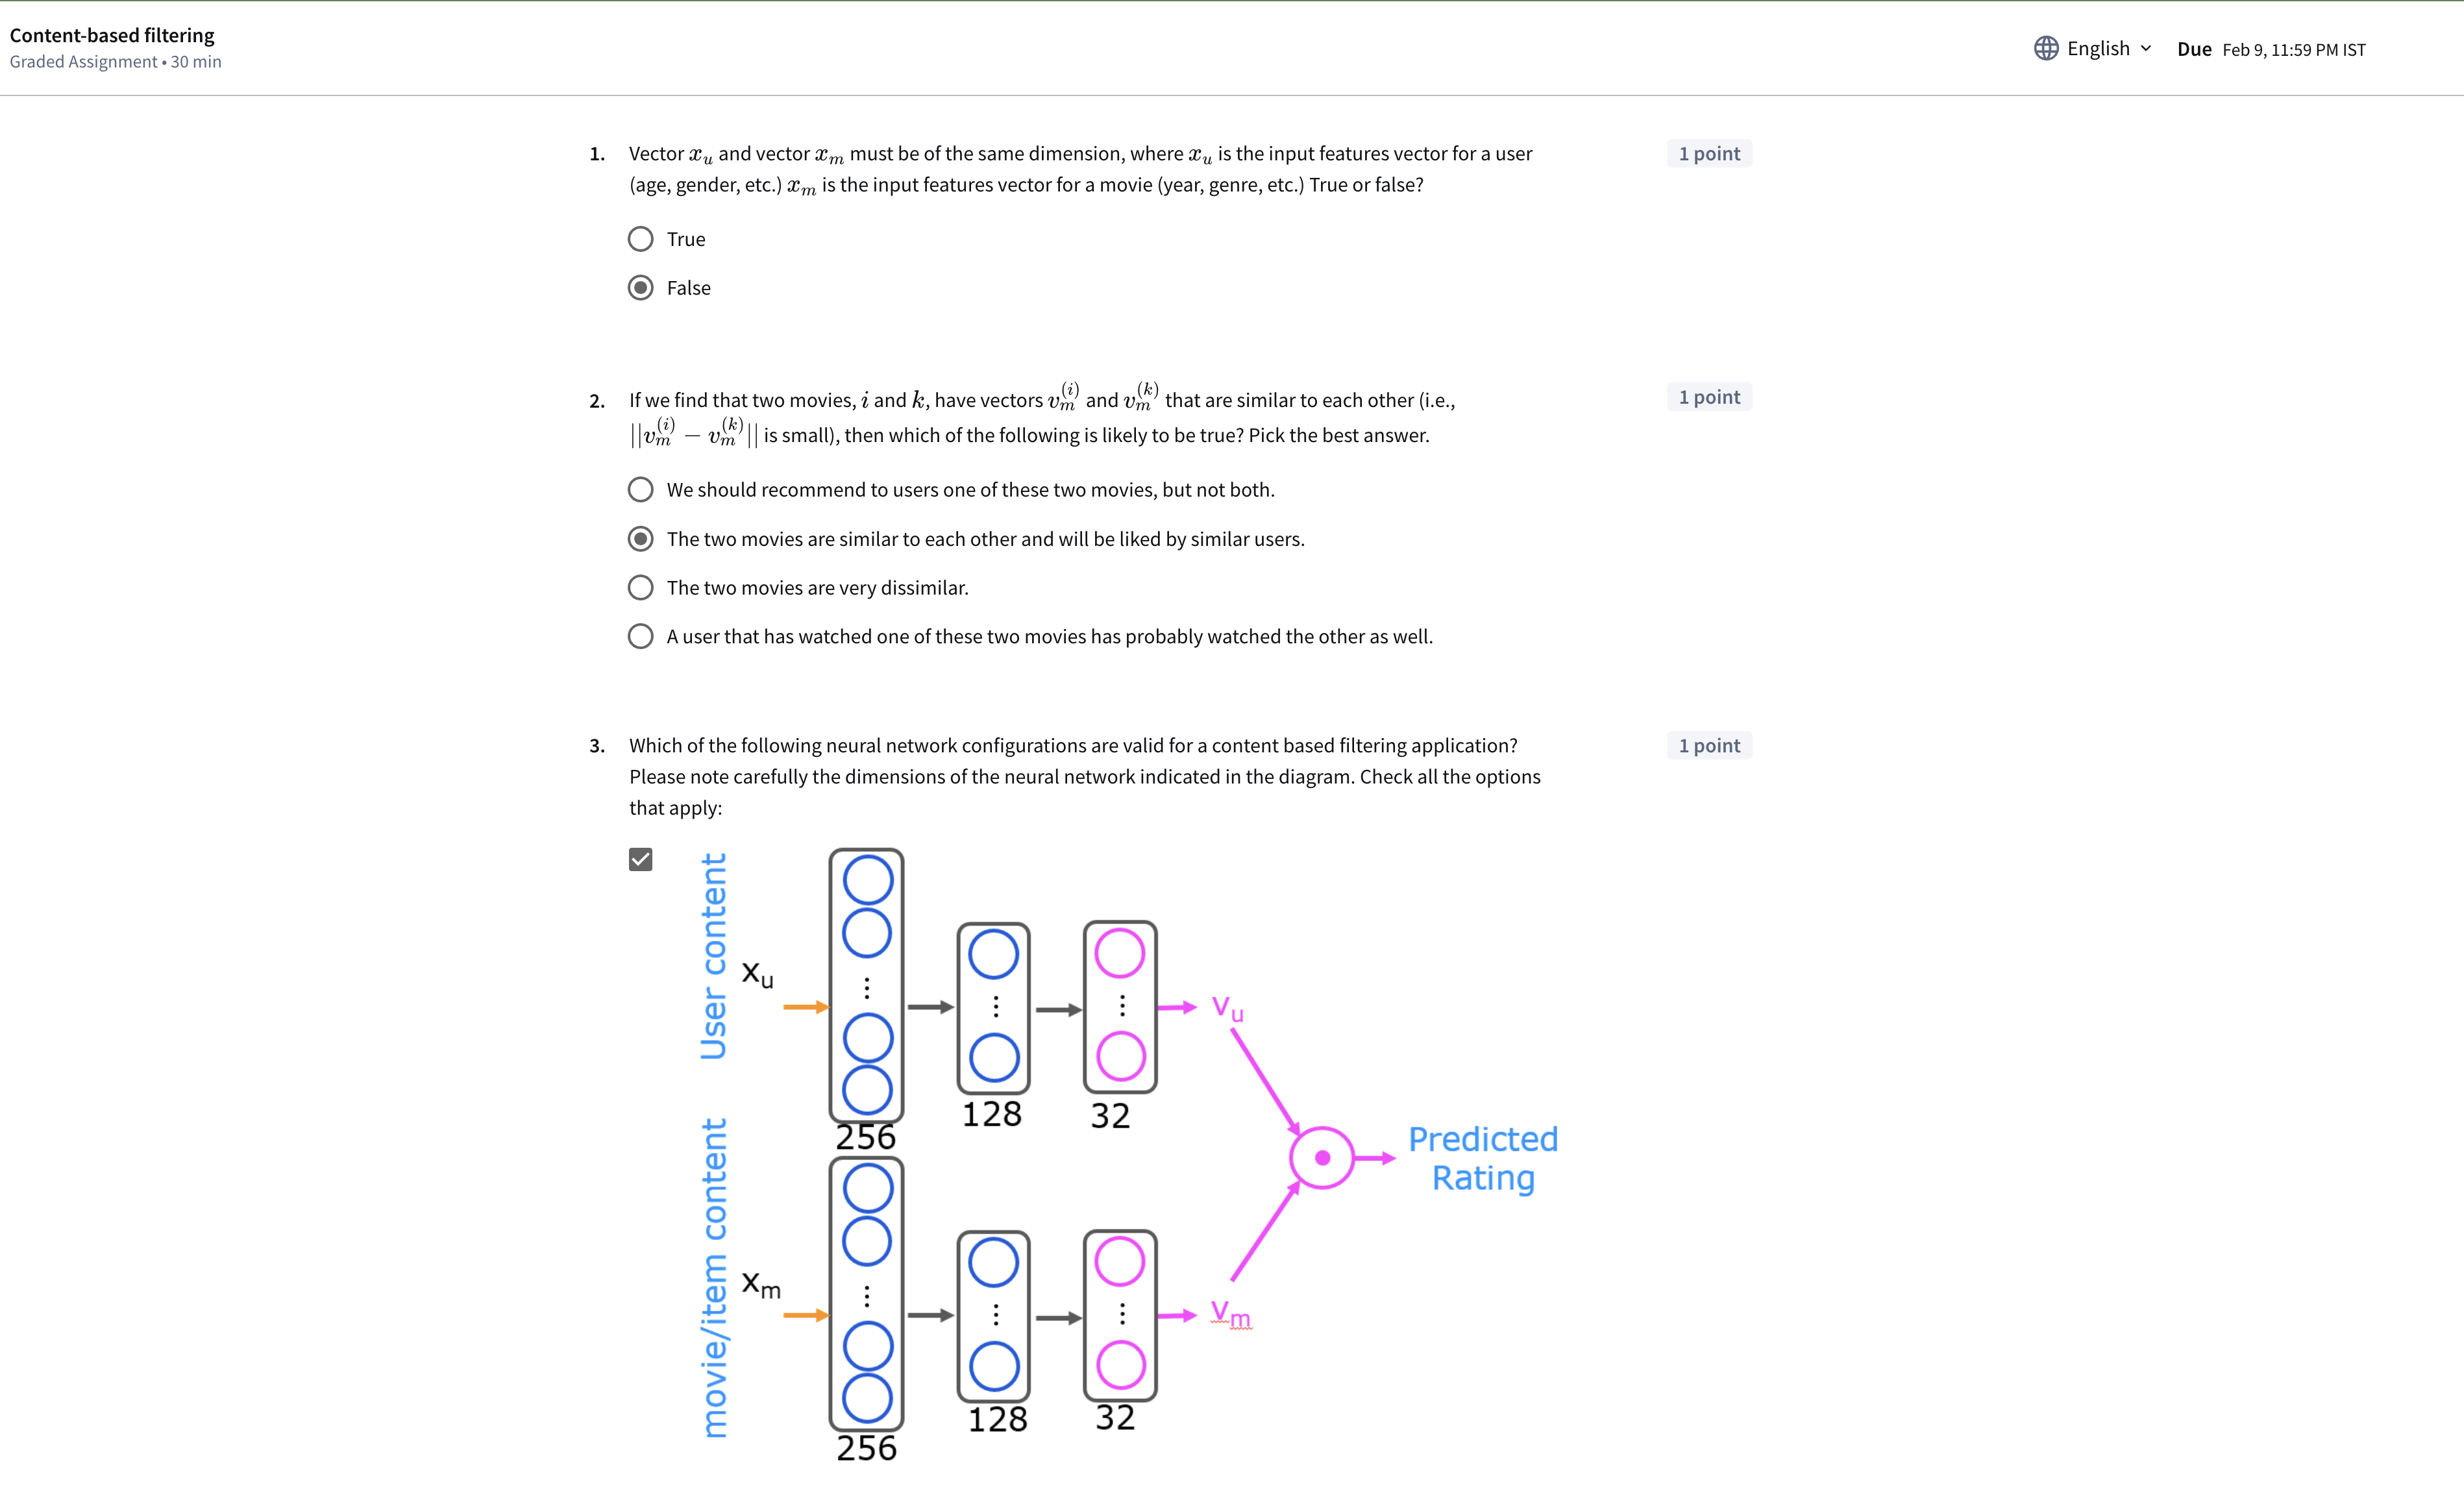 Content-based filtering
Graded Assignment • 30 min
English
Due Feb 9, 11:59 PM IST
1. Vector x_u and vector x_m must be of the same dimension, where x_u is the input features vector for a user
(age, gender, etc.) x_m is the input features vector for a movie (year, genre, etc.) True or false?
1 point
True
False
2. If we find that two movies, i and k, have vectors v_m^(i) and v_m^(k) that are similar to each other (i.e.,
||v_m^(i) − v_m^(k)|| is small), then which of the following is likely to be true? Pick the best answer.
1 point
We should recommend to users one of these two movies, but not both.
The two movies are similar to each other and will be liked by similar users.
The two movies are very dissimilar.
A user that has watched one of these two movies has probably watched the other as well.
3. Which of the following neural network configurations are valid for a content based filtering application?
Please note carefully the dimensions of the neural network indicated in the diagram. Check all the options
that apply:
1 point
User content
x_u
256
128
32
v_u
Predicted
Rating
movie/item content
x_m
256
128
32
v_m